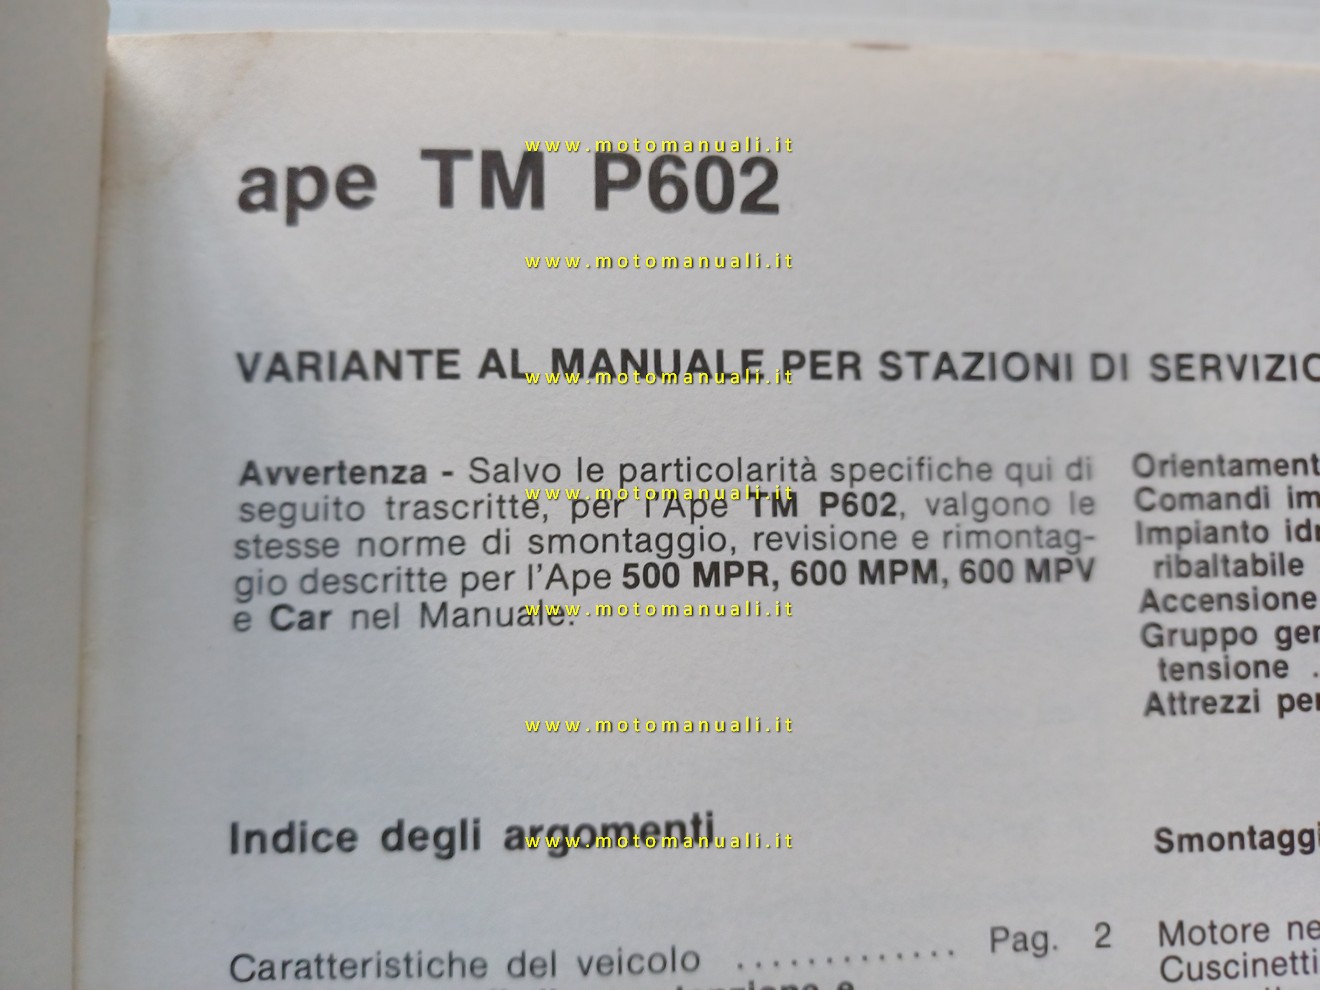 ape TM P602
VARIANTE AL MANUALE PER STAZIONI DI SERVIZIO
Avvertenza - Salvo le particolarità specifiche qui di
seguito trascritte, per l'Ape TM P602, valgono le
stesse norme di smontaggio, revisione e rimontag-
gio descritte per l'Ape 500 MPR, 600 MPM, 600 MPV
e Car nel Manuale.
Indice degli argomenti
Caratteristiche del veicolo ............. Pag. 2
Orientament
Comandi im
Impianto idr
ribaltabile
Accensione
Gruppo ger
tensione .
Attrezzi per
Smontaggi
Motore ne
Cuscinetti
www.motomanuali.it
www.motomanuali.it
www.motomanuali.it
www.motomanuali.it
www.motomanuali.it
www.motomanuali.it
www.motomanuali.it